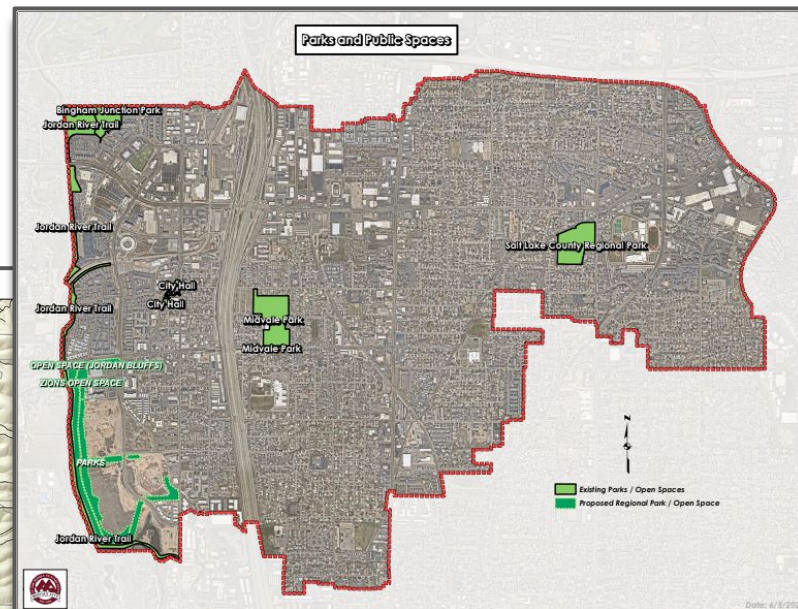 Parks and Public Spaces
Bingham Junction Park
Jordan River Trail
Jordan River Trail
Salt Lake County Regional Park
City Hall
City Hall
Jordan River Trail
Midvale Park
Midvale Park
OPEN SPACE (JORDAN BLUFFS)
ZIONS OPEN SPACE
PARKS
Jordan River Trail
N
Existing Parks / Open Spaces
Proposed Regional Park / Open Space